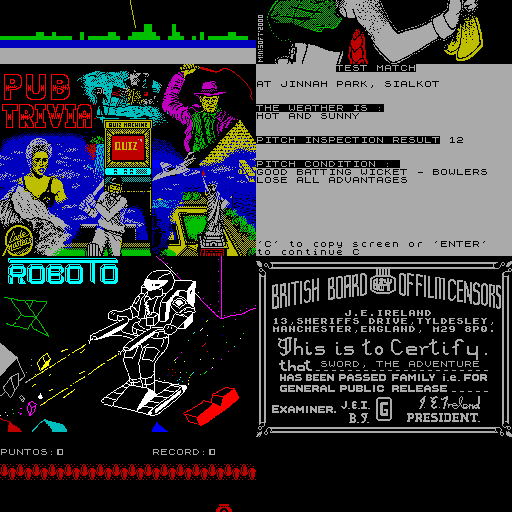 MINISOFT2000
TEST MATCH
AT JINNAH PARK, SIALKOT
THE WEATHER IS :
HOT AND SUNNY
PITCH INSPECTION RESULT 12
PITCH CONDITION :
GOOD BATTING WICKET - BOWLERS
LOSE ALL ADVANTAGES
'C' to copy screen or 'ENTER'
to continue C
PUB
TRIVIA
QUIZ MACHINE
QUIZ
ROBOTO
PUNTOS:0
RECORD:0
BRITISH BOARD OF FILM CENSORS
J.E.IRELAND
13,SHERIFFS DRIVE,TYLDESLEY,
MANCHESTER,ENGLAND, M29 8PQ.
This is to Certify.
that SWORD, THE ADVENTURE
HAS BEEN PASSED FAMILY i.e. FOR
GENERAL PUBLIC RELEASE -----
EXAMINER. J.E.I. G J.E.Ireland
B.J. PRESIDENT.